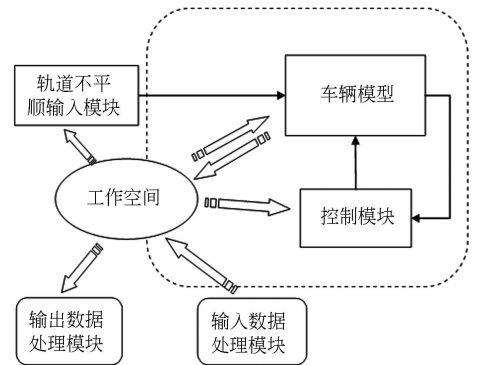 轨道不平
顺输入模块
车辆模型
工作空间
控制模块
输出数据
处理模块
输入数据
处理模块